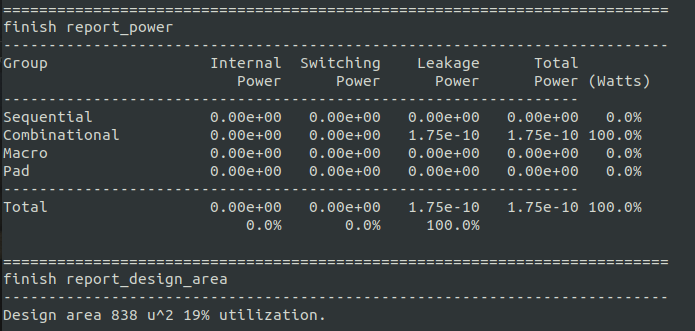 ==========================================================================
finish report_power
--------------------------------------------------------------------------
Group                  Internal  Switching    Leakage      Total
                          Power      Power      Power      Power (Watts)
----------------------------------------------------------------
Sequential             0.00e+00   0.00e+00   0.00e+00   0.00e+00   0.0%
Combinational          0.00e+00   0.00e+00   1.75e-10   1.75e-10 100.0%
Macro                  0.00e+00   0.00e+00   0.00e+00   0.00e+00   0.0%
Pad                    0.00e+00   0.00e+00   0.00e+00   0.00e+00   0.0%
----------------------------------------------------------------
Total                  0.00e+00   0.00e+00   1.75e-10   1.75e-10 100.0%
                           0.0%       0.0%     100.0%
==========================================================================
finish report_design_area
--------------------------------------------------------------------------
Design area 838 u^2 19% utilization.